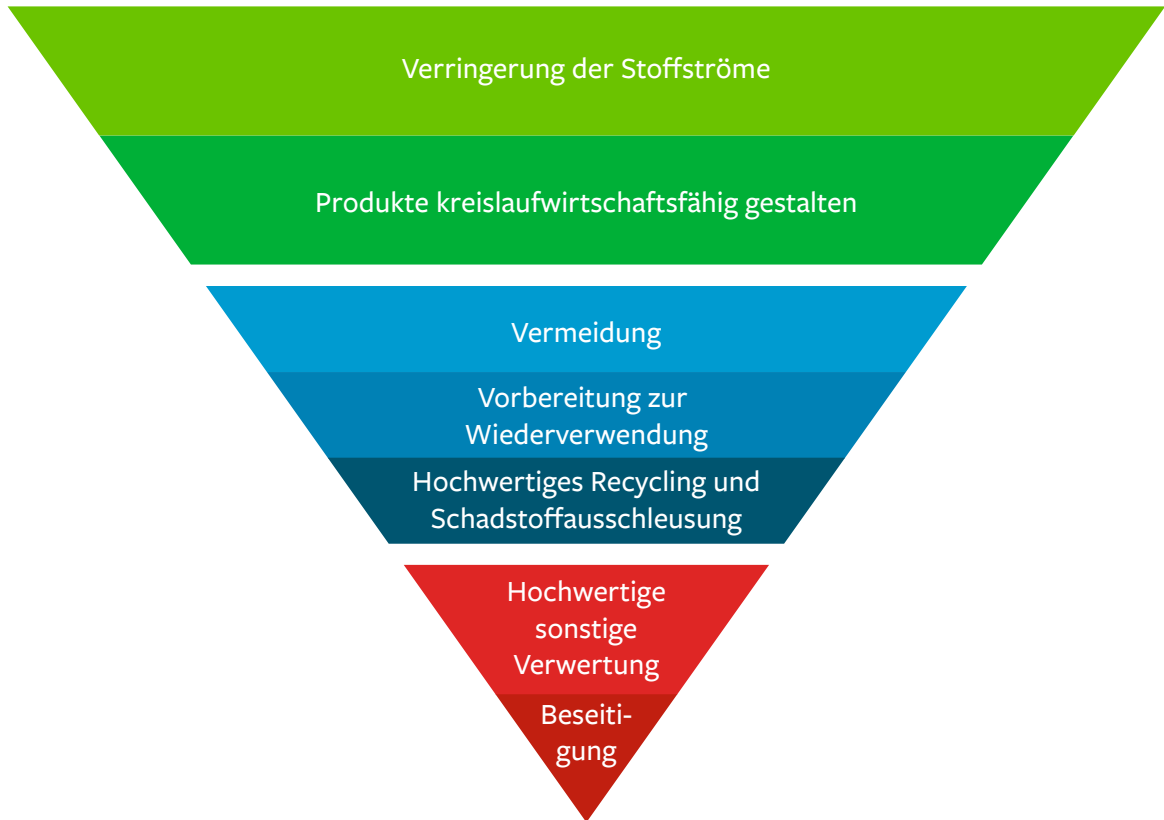 Verringerung der Stoffströme
Produkte kreislaufwirtschaftsfähig gestalten
Vermeidung
Vorbereitung zur
Wiederverwendung
Hochwertiges Recycling und
Schadstoffausschleusung
Hochwertige
sonstige
Verwertung
Beseiti-
gung